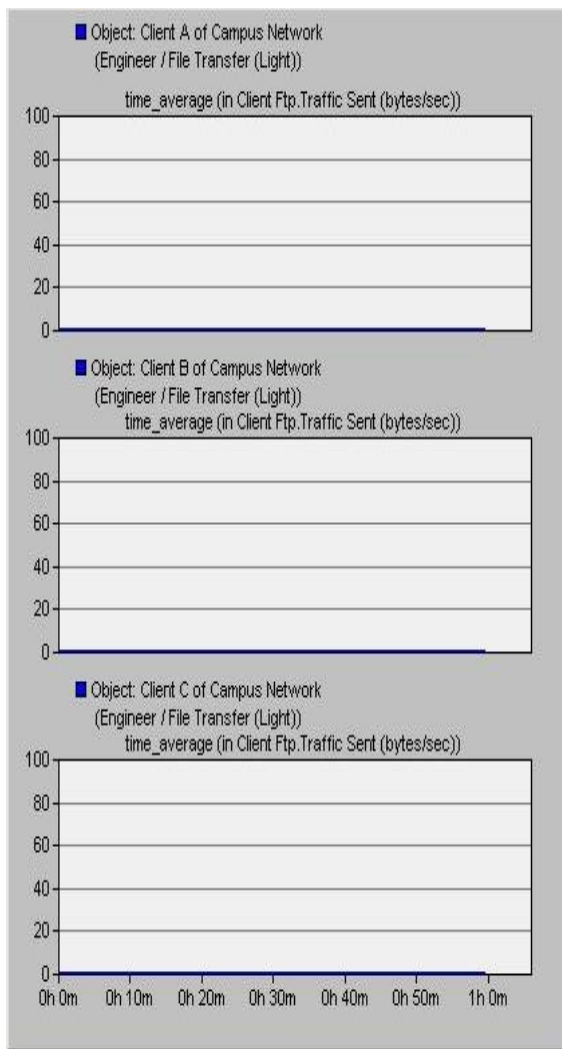 Object: Client A of Campus Network
(Engineer / File Transfer (Light))
time_average (in Client Ftp.Traffic Sent (bytes/sec))
100
80
60
40
20
0
Object: Client B of Campus Network
(Engineer / File Transfer (Light))
time_average (in Client Ftp.Traffic Sent (bytes/sec))
100
80
60
40
20
0
Object: Client C of Campus Network
(Engineer / File Transfer (Light))
time_average (in Client Ftp.Traffic Sent (bytes/sec))
100
80
60
40
20
0
0h 0m 0h 10m 0h 20m 0h 30m 0h 40m 0h 50m 1h 0m